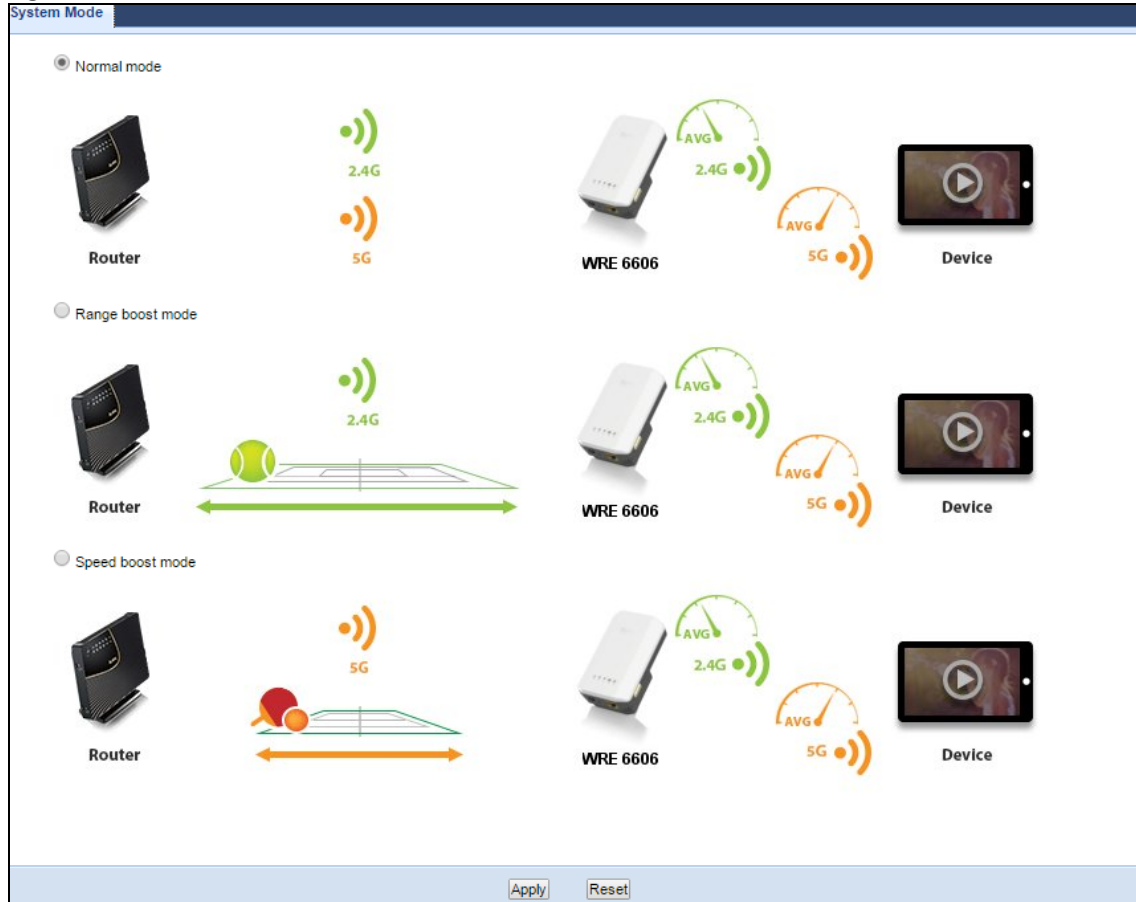 System Mode
Normal mode
2.4G
5G
AVG
2.4G
AVG
5G
Router
WRE 6606
Device
Range boost mode
2.4G
AVG
2.4G
AVG
5G
Router
WRE 6606
Device
Speed boost mode
5G
AVG
2.4G
AVG
5G
Router
WRE 6606
Device
Apply
Reset